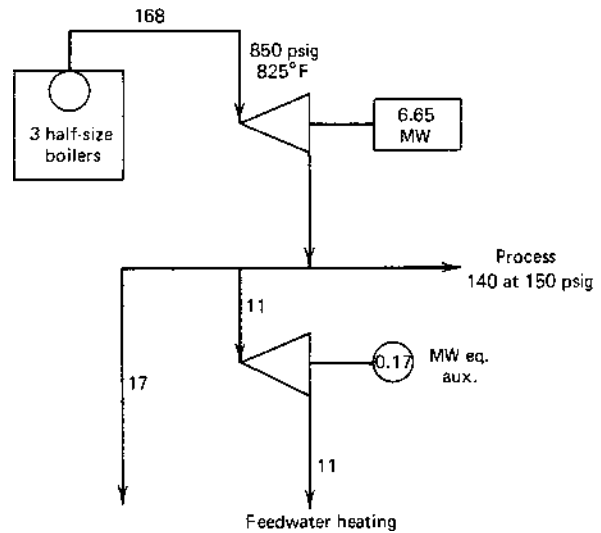 168
850 psig
825°F
3 half-size
boilers
6.65
MW
Process
140 at 150 psig
11
17
0.17
MW eq.
aux.
11
Feedwater heating